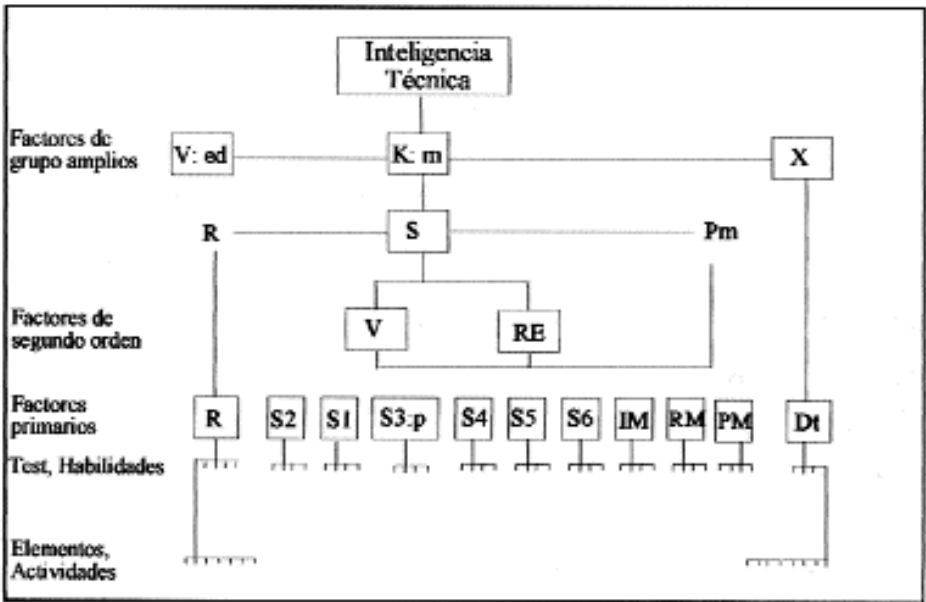 Inteligencia
Técnica
Factores de
grupo amplios
V: ed
K: m
X
R
S
Pm
Factores de
segundo orden
V
RE
Factores
primarios
R
S2
S1
S3:p
S4
S5
S6
IM
RM
PM
Dt
Test, Habilidades
Elementos,
Actividades